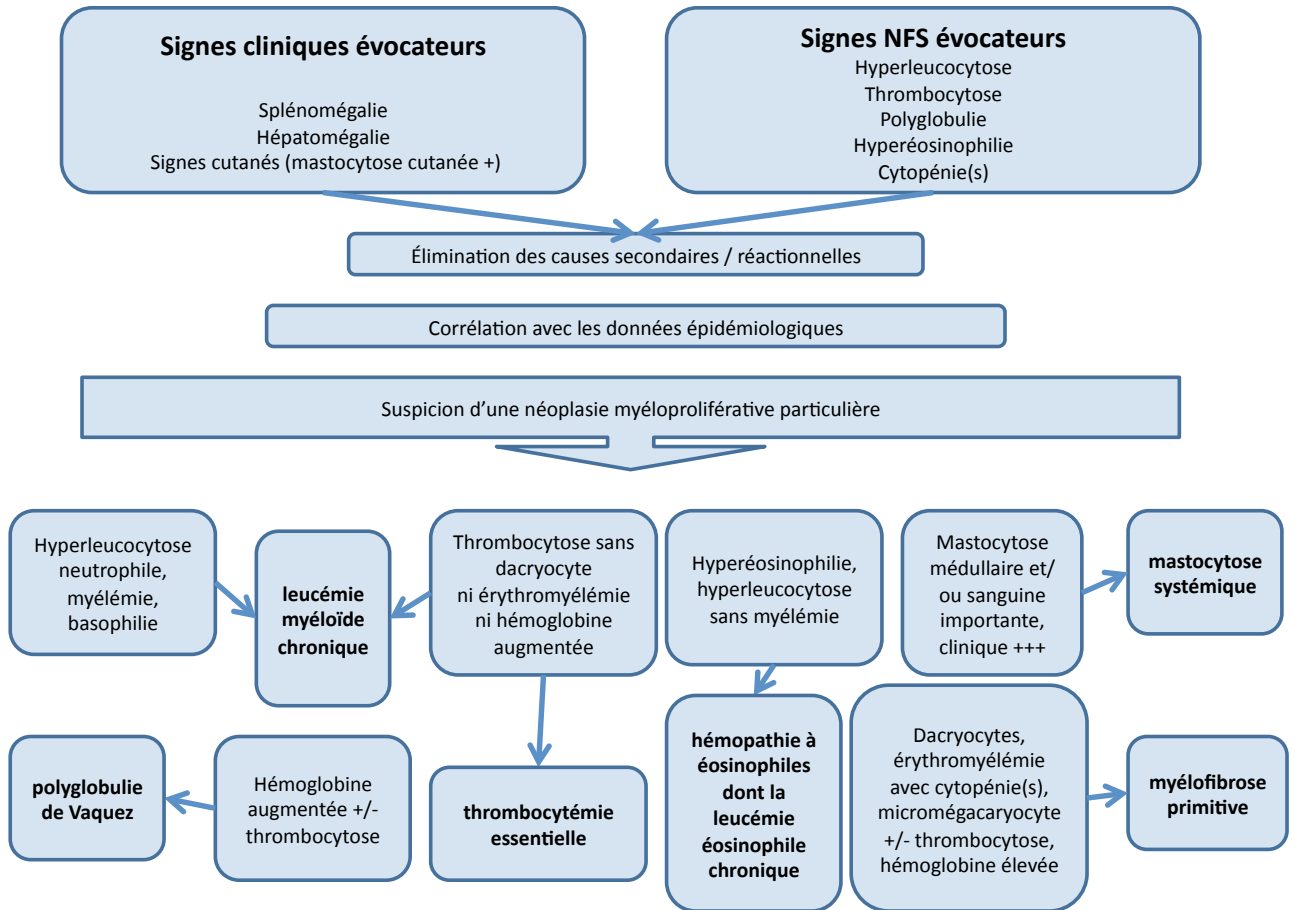 Signes cliniques évocateurs
Splénomégalie
Hépatomégalie
Signes cutanés (mastocytose cutanée +)
Signes NFS évocateurs
Hyperleucocytose
Thrombocytose
Polyglobulie
Hyperéosinophilie
Cytopénie(s)
Élimination des causes secondaires / réactionnelles
Corrélation avec les données épidémiologiques
Suspicion d’une néoplasie myéloproliférative particulière
Hyperleucocytose
neutrophile,
myélémie,
basophilie
leucémie
myéloïde
chronique
Thrombocytose sans
dacryocyte
ni érythromyélémie
ni hémoglobine
augmentée
Hyperéosinophilie,
hyperleucocytose
sans myélémie
Mastocytose
médullaire et/
ou sanguine
importante,
clinique +++
mastocytose
systémique
polyglobulie
de Vaquez
Hémoglobine
augmentée +/-
thrombocytose
thrombocytémie
essentielle
hémopathie à
éosinophiles
dont la
leucémie
éosinophile
chronique
Dacryocytes,
érythromyélémie
avec cytopénie(s),
micromégacaryocyte
+/- thrombocytose,
hémoglobine élevée
myélofibrose
primitive